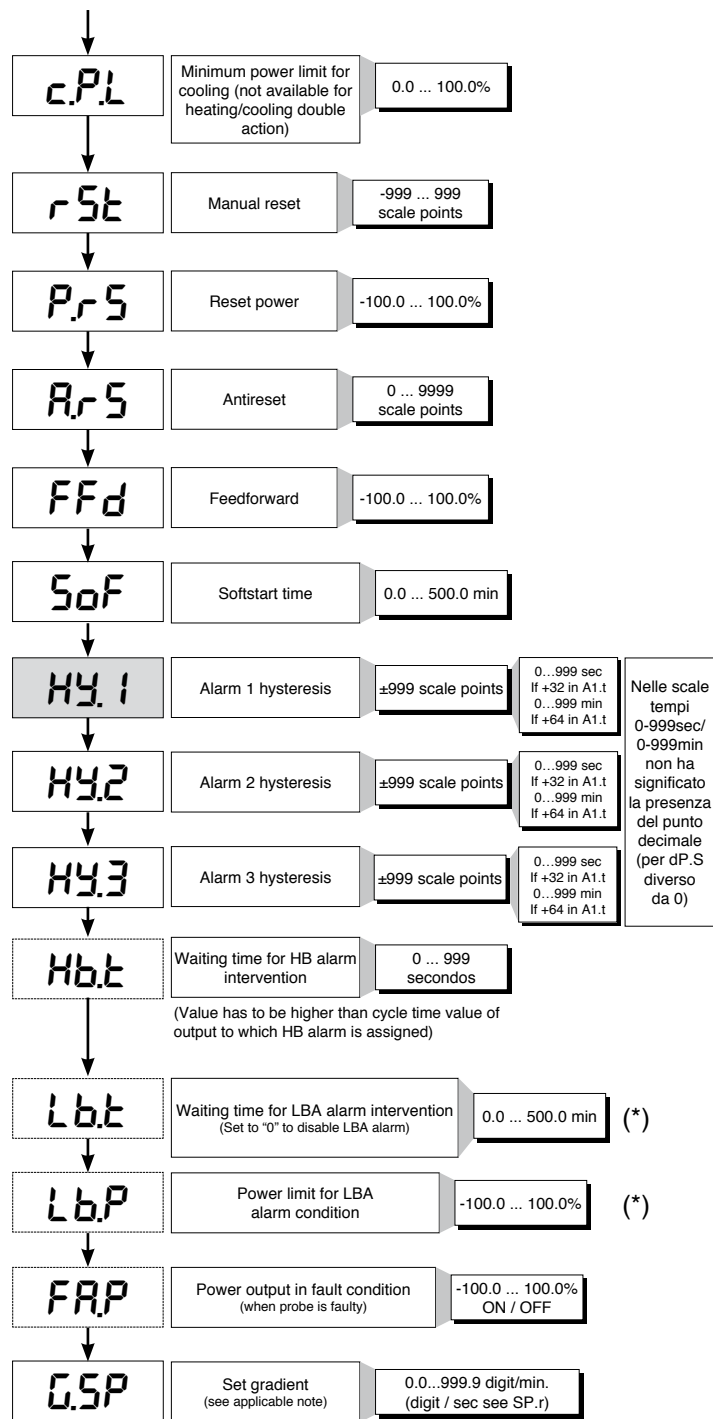 c.P.L
Minimum power limit for
cooling (not available for
heating/cooling double
action)
0.0 ... 100.0%
rSt
Manual reset
-999 ... 999
scale points
P.rS
Reset power
-100.0 ... 100.0%
A.rS
Antireset
0 ... 9999
scale points
FFd
Feedforward
-100.0 ... 100.0%
SoF
Softstart time
0.0 ... 500.0 min
HY.1
Alarm 1 hysteresis
±999 scale points
0…999 sec
If +32 in A1.t
0…999 min
If +64 in A1.t
Nelle scale
tempi
0-999sec/
0-999min
non ha
significato
la presenza
del punto
decimale
(per dP.S
diverso
da 0)
HY.2
Alarm 2 hysteresis
±999 scale points
0…999 sec
If +32 in A1.t
0…999 min
If +64 in A1.t
HY.3
Alarm 3 hysteresis
±999 scale points
0…999 sec
If +32 in A1.t
0…999 min
If +64 in A1.t
Hb.t
Waiting time for HB alarm
intervention
0 ... 999
secondos
(Value has to be higher than cycle time value of
output to which HB alarm is assigned)
Lb.t
Waiting time for LBA alarm intervention
(Set to “0” to disable LBA alarm)
0.0 ... 500.0 min
(*)
Lb.P
Power limit for LBA
alarm condition
-100.0 ... 100.0%
(*)
FA.P
Power output in fault condition
(when probe is faulty)
-100.0 ... 100.0%
ON / OFF
G.SP
Set gradient
(see applicable note)
0.0...999.9 digit/min.
(digit / sec see SP.r)